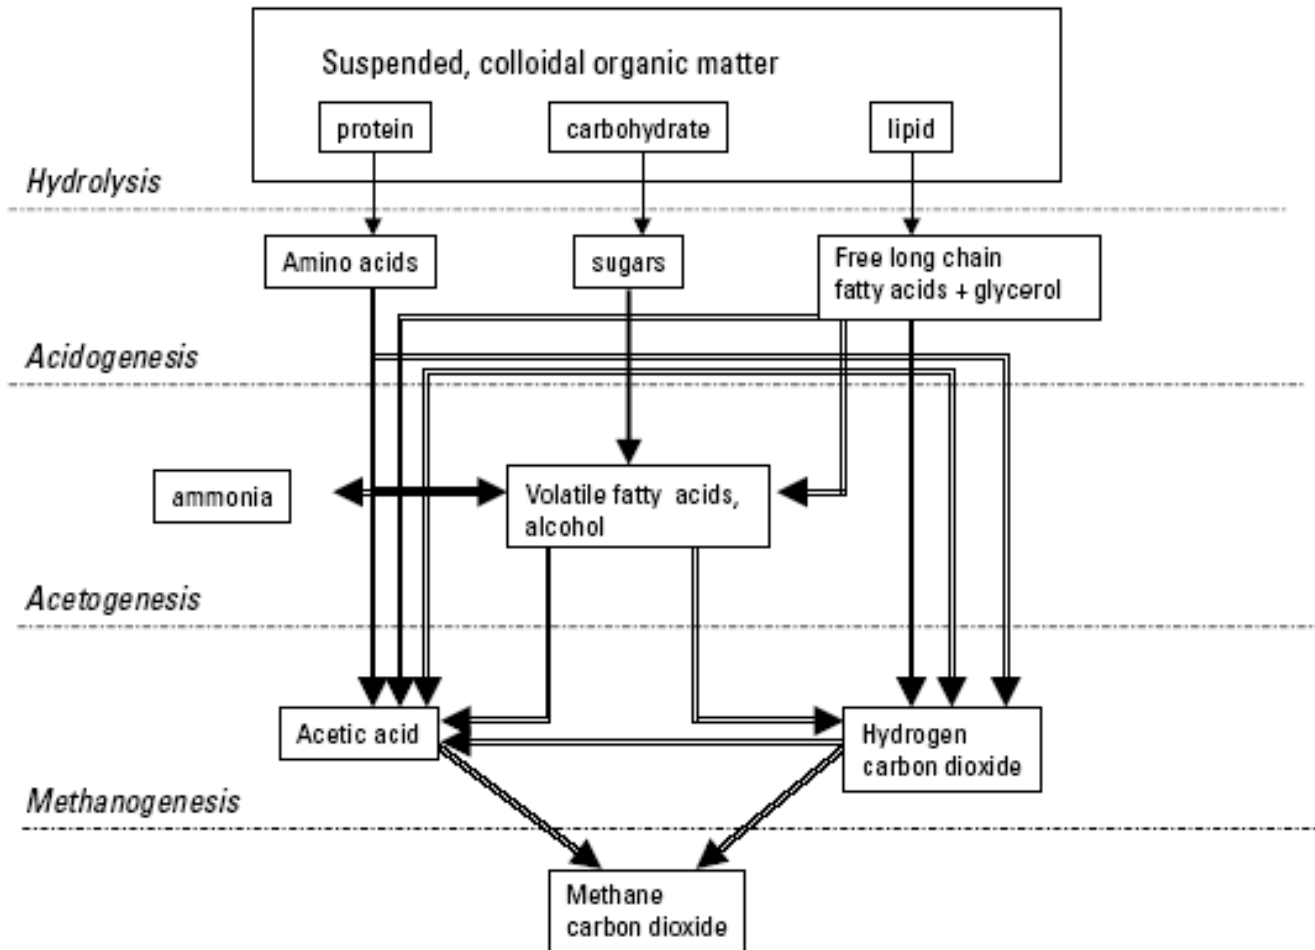 Suspended, colloidal organic matter
protein
carbohydrate
lipid
Hydrolysis
Amino acids
sugars
Free long chain
fatty acids + glycerol
Acidogenesis
ammonia
Volatile fatty acids,
alcohol
Acetogenesis
Acetic acid
Hydrogen
carbon dioxide
Methanogenesis
Methane
carbon dioxide